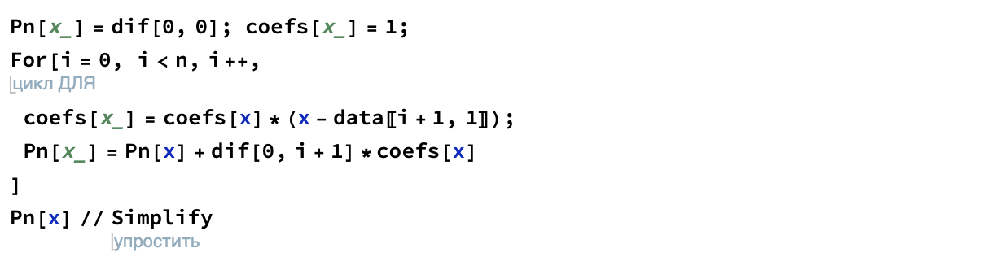 Pn[x_] = dif[0, 0]; coefs[x_] = 1;
For[i = 0, i < n, i++,
цикл ДЛЯ
coefs[x_] = coefs[x] * (x - data[[i + 1, 1]]);
Pn[x_] = Pn[x] + dif[0, i + 1] * coefs[x]
]
Pn[x] // Simplify
упростить